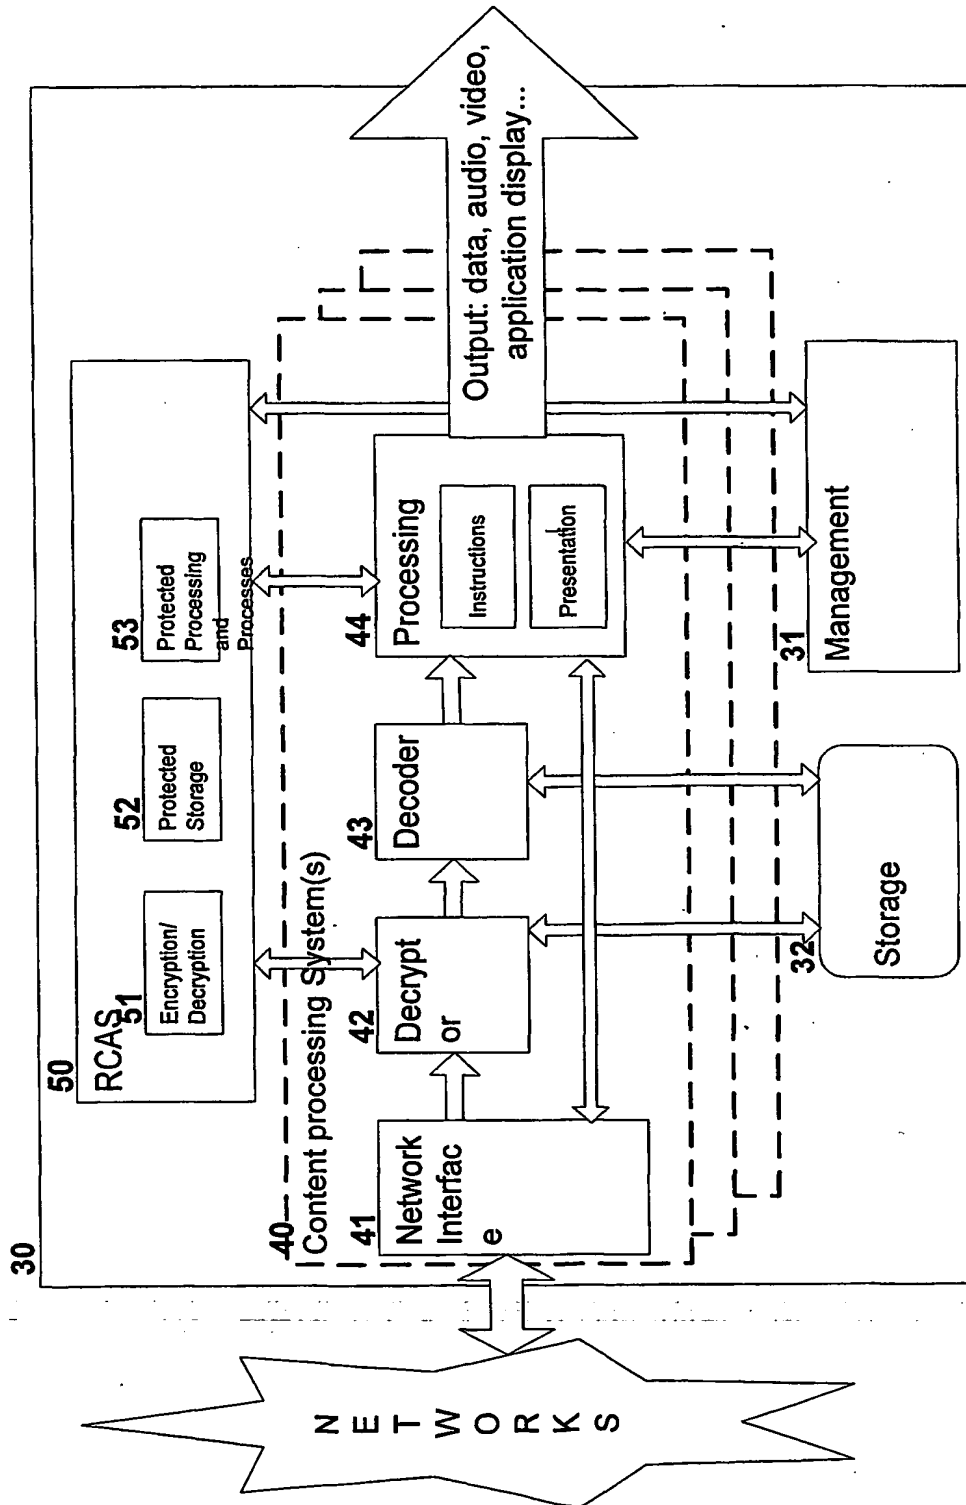 30
50
RCAS
51
Encryption/
Decryption
52
Protected
Storage
53
Protected
Processing
and Processes
40
Content processing System(s)
41
Network
Interfac
e
42
Decrypt
or
43
Decoder
44
Processing
Instructions
Presentation
Output: data, audio, video,
application display...
32
Storage
31
Management
NETWORKS